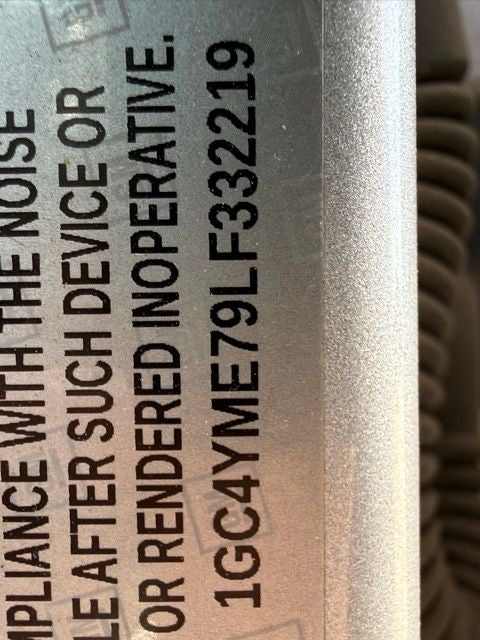 MPLIANCE WITH THE NOISE
LE AFTER SUCH DEVICE OR
OR RENDERED INOPERATIVE.
1GC4YME79LF332219